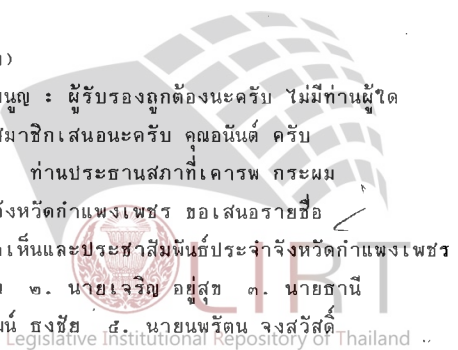 ม)
นนูญ : ผู้รับรองถูกต้องนะครับ ไม่มีท่านผู้ใด
สมาชิกเสนอนะครับ คุณอนันต์ ครับ
ท่านประธานสภาที่เคารพ กระผม
จังหวัดกำแพงเพชร ขอเสนอรายชื่อ
เห็นและประชาสัมพันธ์ประจำจังหวัดกำแพงเพชร
๒. นายเจริญ อยู่สุข ๓. นายธานี
ธงชัย ๕. นายนพรัตน จงสวัสดิ์
LIRT
Legislative Institutional Repository of Thailand